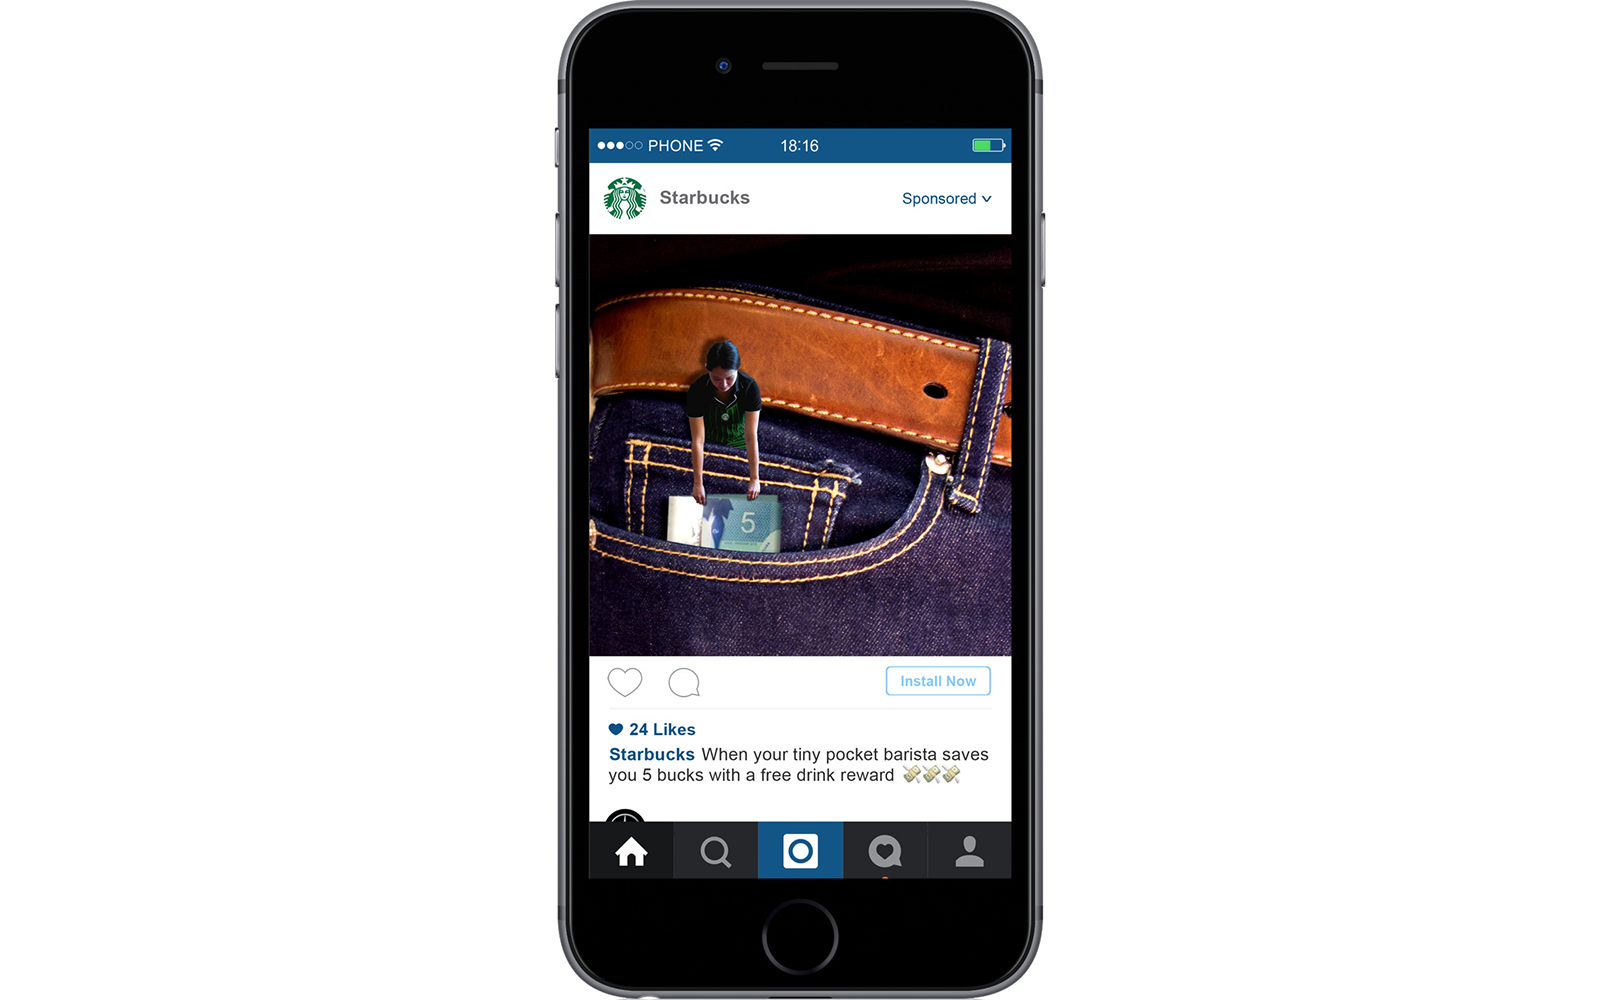 PHONE 18:16
Starbucks Sponsored
5
Install Now
24 Likes
Starbucks When your tiny pocket barista saves
you 5 bucks with a free drink reward 💸💸💸